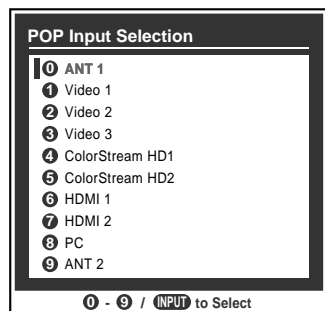 POP Input Selection
0 ANT 1
1 Video 1
2 Video 2
3 Video 3
4 ColorStream HD1
5 ColorStream HD2
6 HDMI 1
7 HDMI 2
8 PC
9 ANT 2
0 - 9 / INPUT to Select